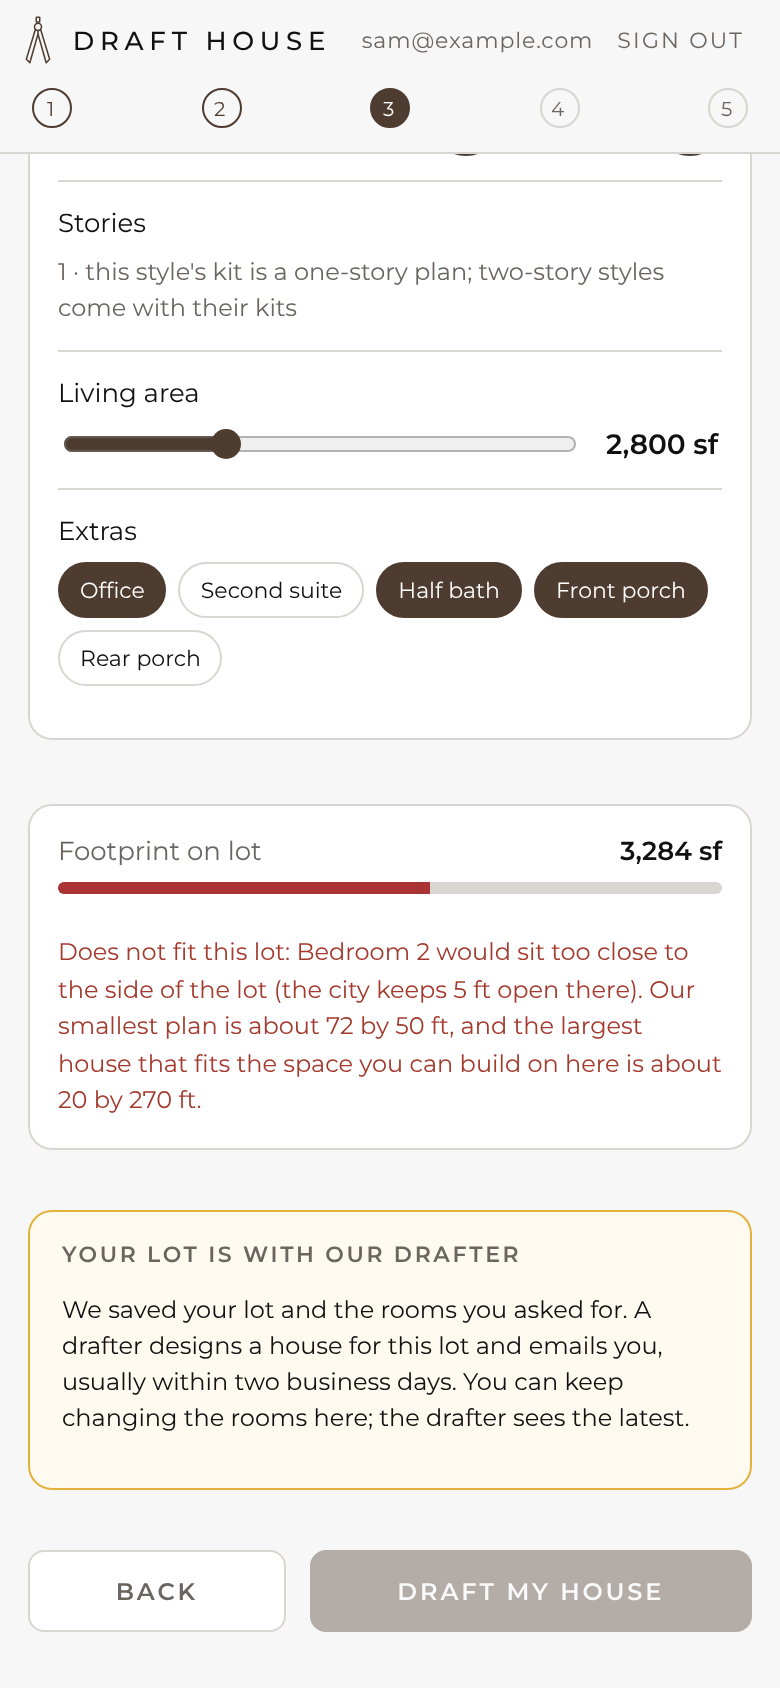 DRAFT HOUSE
sam@example.com
SIGN OUT
1
2
3
4
5
Stories
1 · this style's kit is a one-story plan; two-story styles
come with their kits
Living area
2,800 sf
Extras
Office
Second suite
Half bath
Front porch
Rear porch
Footprint on lot
3,284 sf
Does not fit this lot: Bedroom 2 would sit too close to
the side of the lot (the city keeps 5 ft open there). Our
smallest plan is about 72 by 50 ft, and the largest
house that fits the space you can build on here is about
20 by 270 ft.
YOUR LOT IS WITH OUR DRAFTER
We saved your lot and the rooms you asked for. A
drafter designs a house for this lot and emails you,
usually within two business days. You can keep
changing the rooms here; the drafter sees the latest.
BACK
DRAFT MY HOUSE